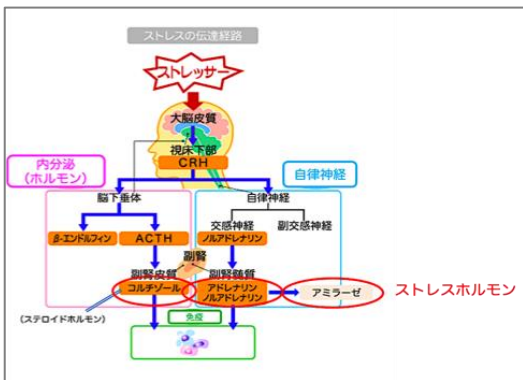 ストレスの伝達経路
ストレッサー
大脳皮質
視床下部
CRH
内分泌
(ホルモン)
自律神経
脳下垂体
自律神経
β-エンドルフィン
ACTH
交感神経
ノルアドレナリン
副交感神経
副腎
副腎皮質
コルチゾール
副腎髄質
アドレナリン
ノルアドレナリン
アミラーゼ
ストレスホルモン
(ステロイドホルモン)
免疫